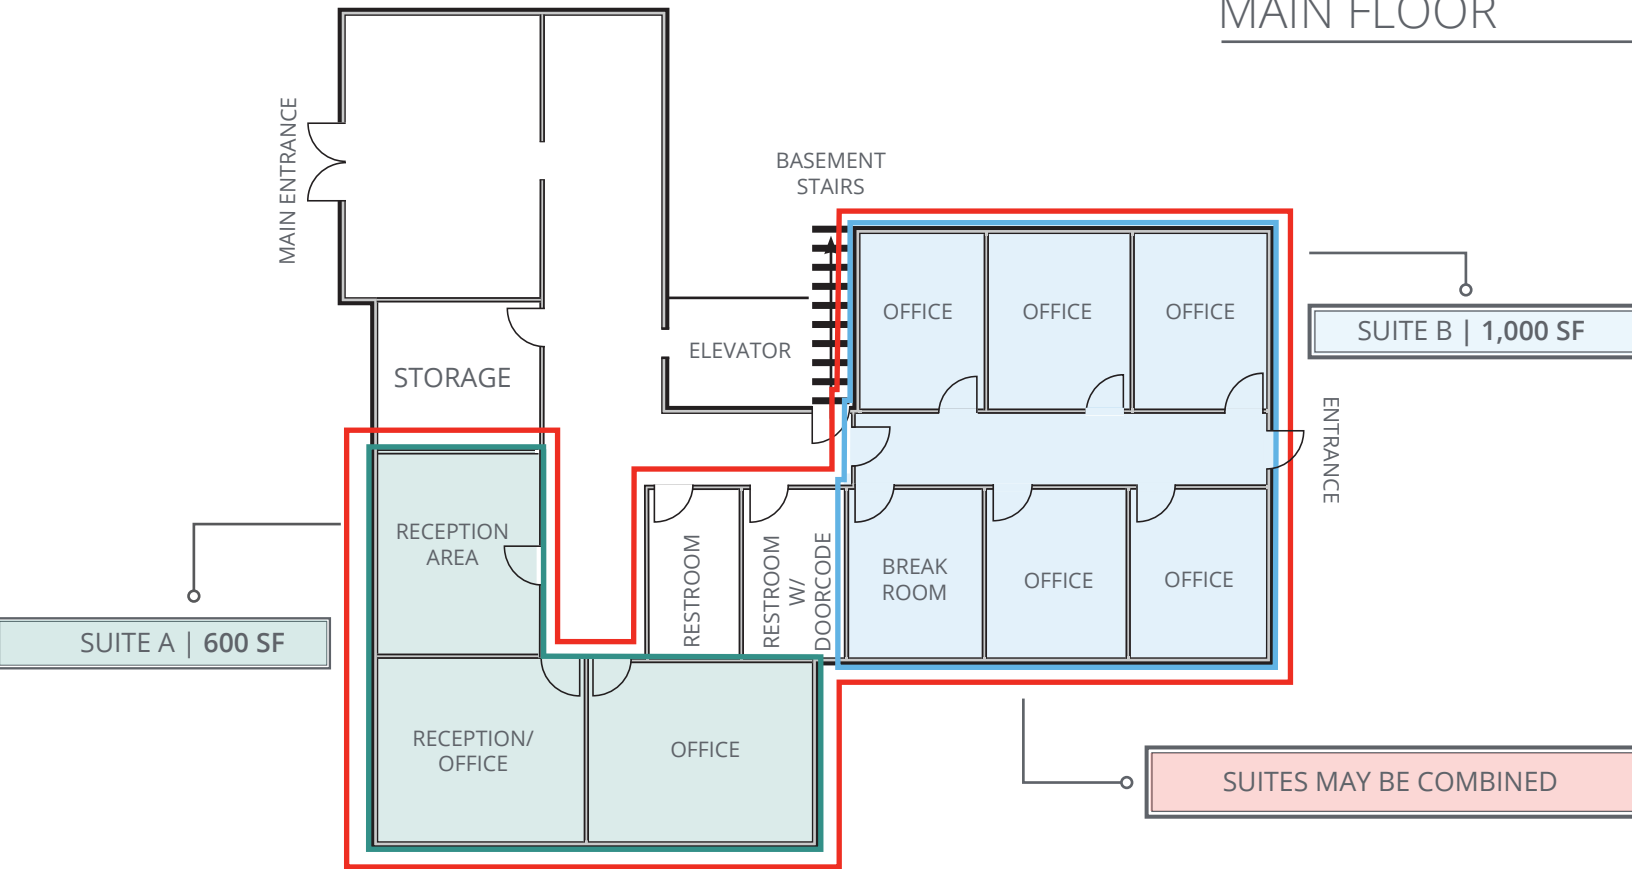 MAIN FLOOR
MAIN ENTRANCE
BASEMENT
STAIRS
OFFICE
OFFICE
OFFICE
SUITE B | 1,000 SF
ELEVATOR
STORAGE
ENTRANCE
RECEPTION
AREA
RESTROOM
RESTROOM
W/
DOORCODE
BREAK
ROOM
OFFICE
OFFICE
SUITE A | 600 SF
RECEPTION/
OFFICE
OFFICE
SUITES MAY BE COMBINED